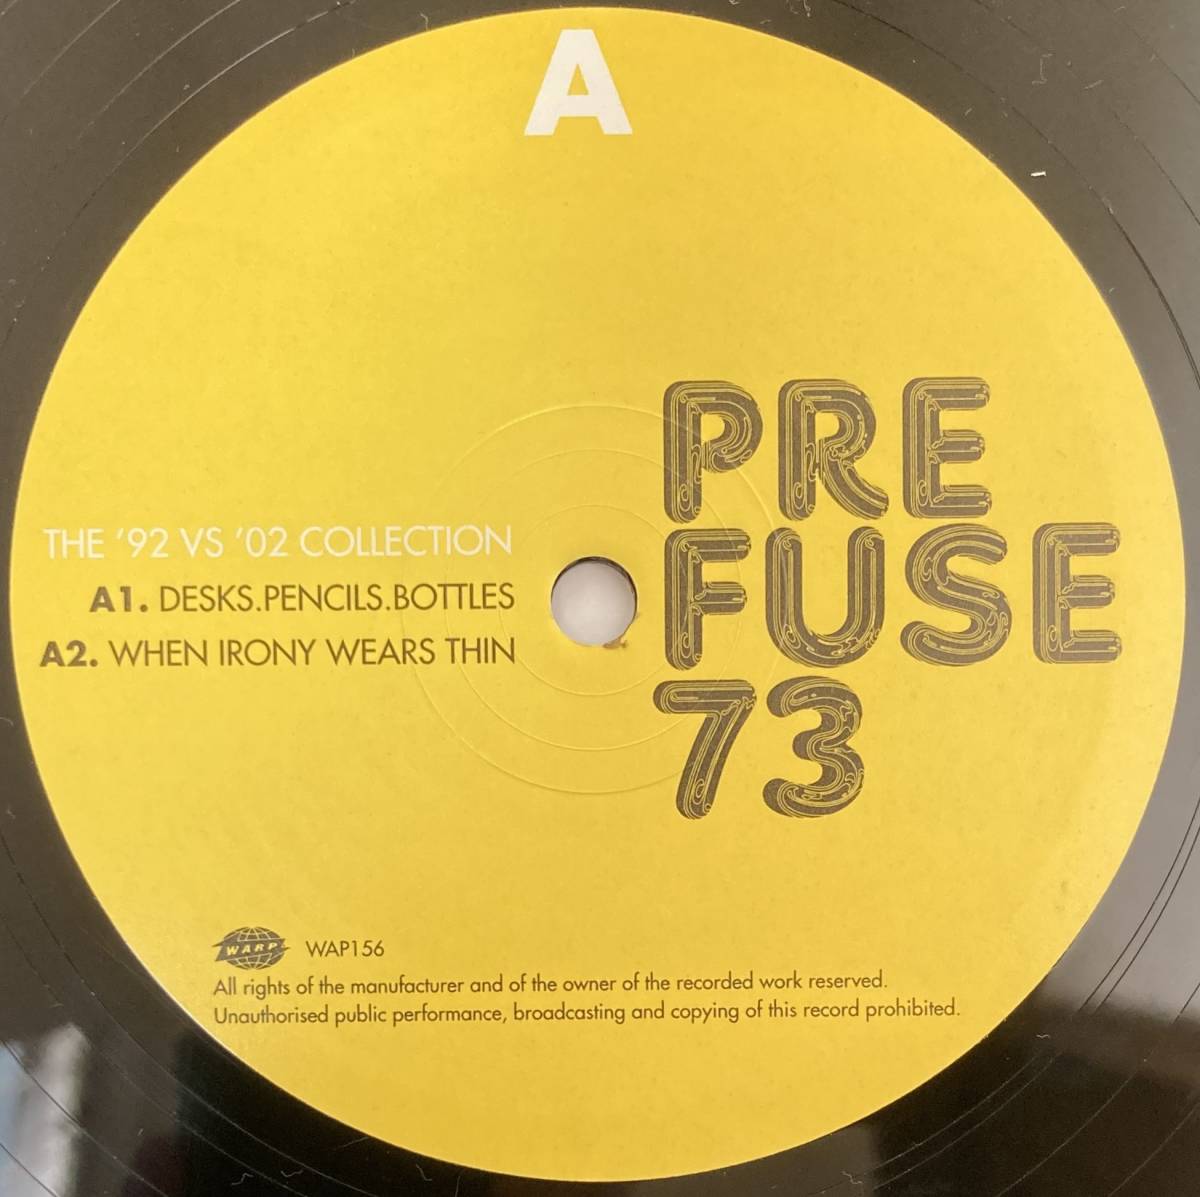 A
THE '92 VS '02 COLLECTION
A1. DESKS.PENCILS.BOTTLES
A2. WHEN IRONY WEARS THIN
PRE
FUSE
73
WARP WAP156
All rights of the manufacturer and of the owner of the recorded work reserved.
Unauthorised public performance, broadcasting and copying of this record prohibited.